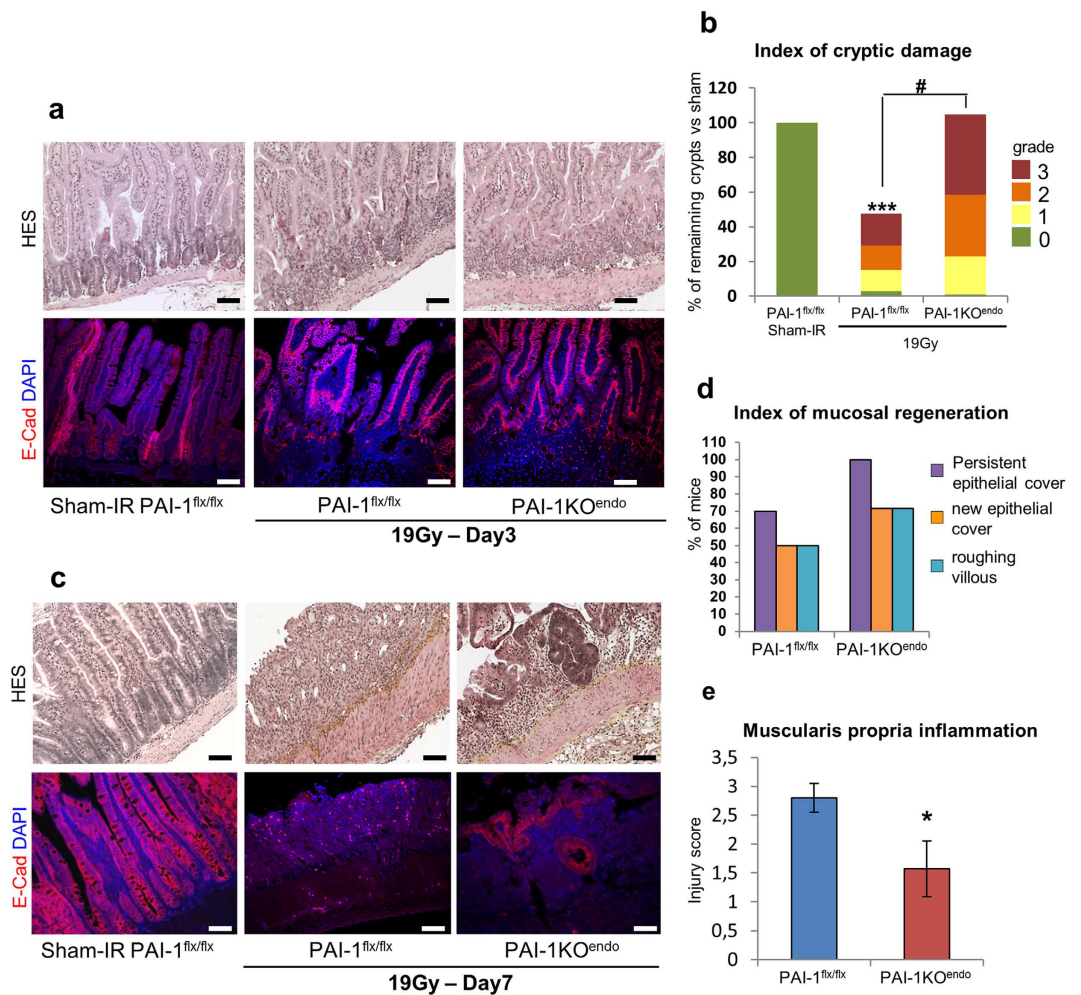 a
HES
E-Cad DAPI
Sham-IR PAI-1flx/flx
PAI-1flx/flx
PAI-1KOendo
19Gy – Day3
b
Index of cryptic damage
% of remainning crypts vs sham
120
100
80
60
40
20
0
#
***
grade
3
2
1
0
PAI-1flx/flx
Sham-IR
PAI-1flx/flx
PAI-1KOendo
19Gy
c
HES
E-Cad DAPI
Sham-IR PAI-1flx/flx
PAI-1flx/flx
PAI-1KOendo
19Gy – Day7
d
Index of mucosal regeneration
% of mice
110
100
90
80
70
60
50
40
30
20
10
0
PAI-1flx/flx
PAI-1KOendo
Persistent
epithelial cover
new epithelial
cover
roughing
villous
e
Muscularis propria inflammation
Injury score
3,5
3
2,5
2
1,5
1
0,5
0
*
PAI-1flx/flx
PAI-1KOendo